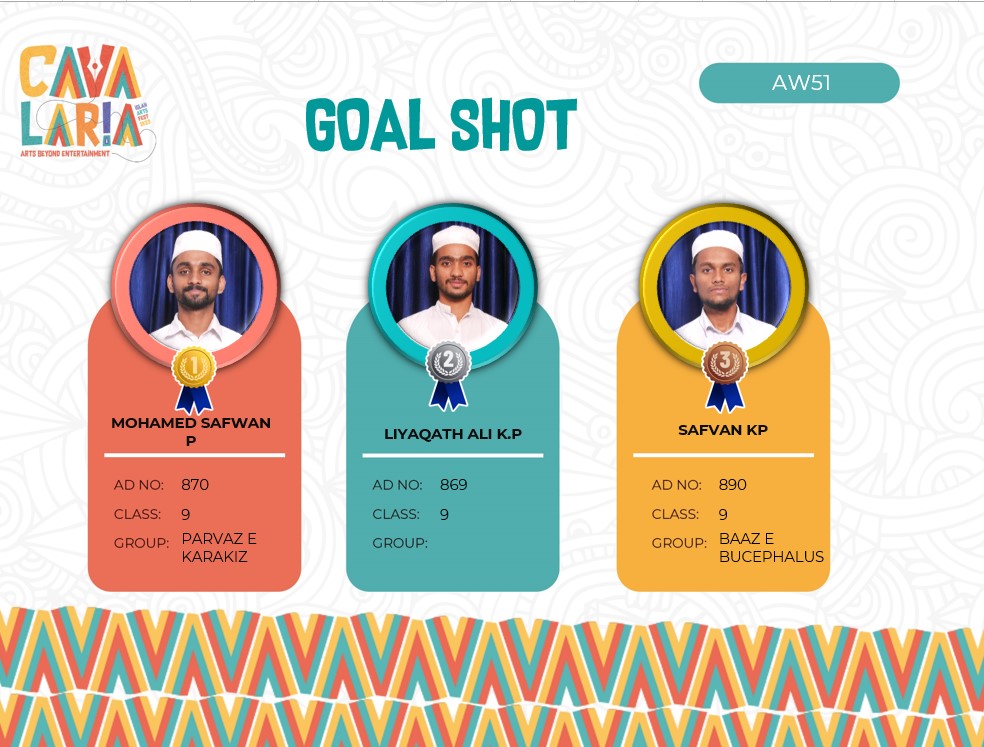 CAVA
LARIA
ARTS BEYOND ENTERTAINMENT
GOAL SHOT
AW51
1
MOHAMED SAFWAN
P
AD NO: 870
CLASS: 9
GROUP: PARVAZ E
KARAKIZ
2
LIYAQATH ALI K.P
AD NO: 869
CLASS: 9
GROUP:
3
SAFVAN KP
AD NO: 890
CLASS: 9
GROUP: BAAZ E
BUCEPHALUS